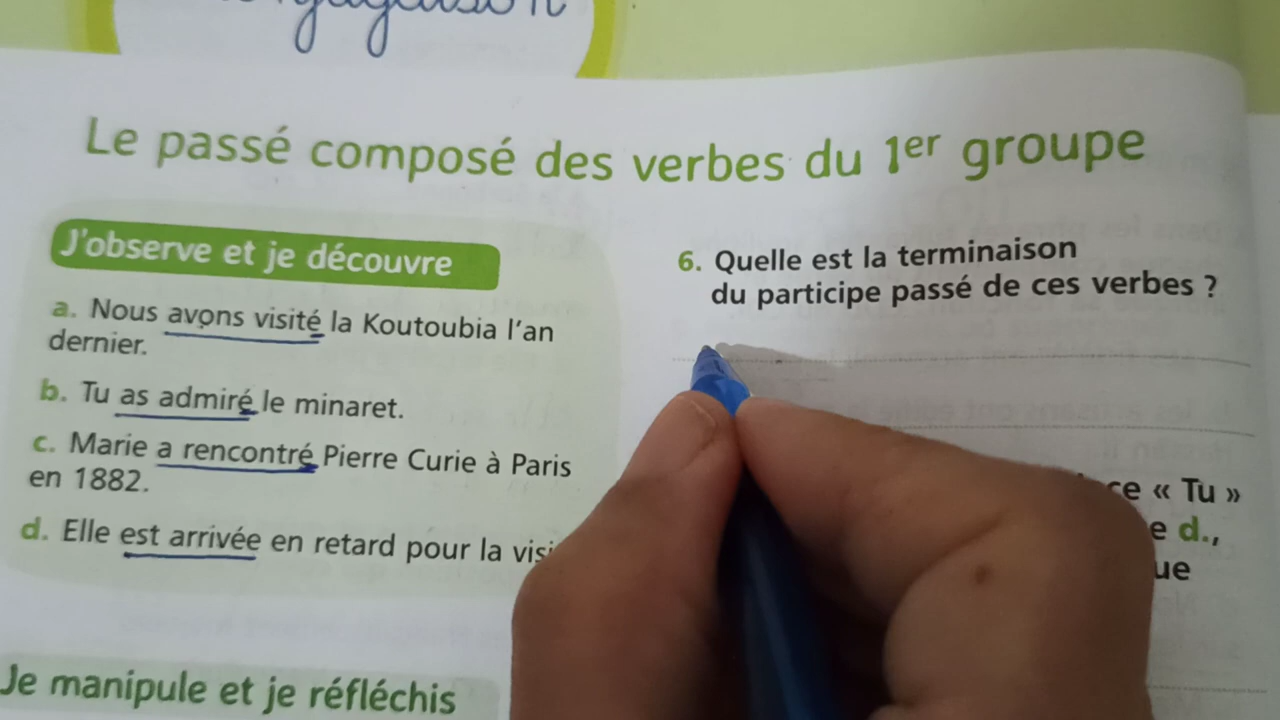 Le passé composé des verbes du 1er groupe
J'observe et je découvre
a. Nous avons visité la Koutoubia l'an
dernier.
b. Tu as admiré le minaret.
c. Marie a rencontré Pierre Curie à Paris
en 1882.
d. Elle est arrivée en retard pour la
6. Quelle est la terminaison
du participe passé de ces verbes ?
« Tu »
d.,
Je manipule et je réfléchis